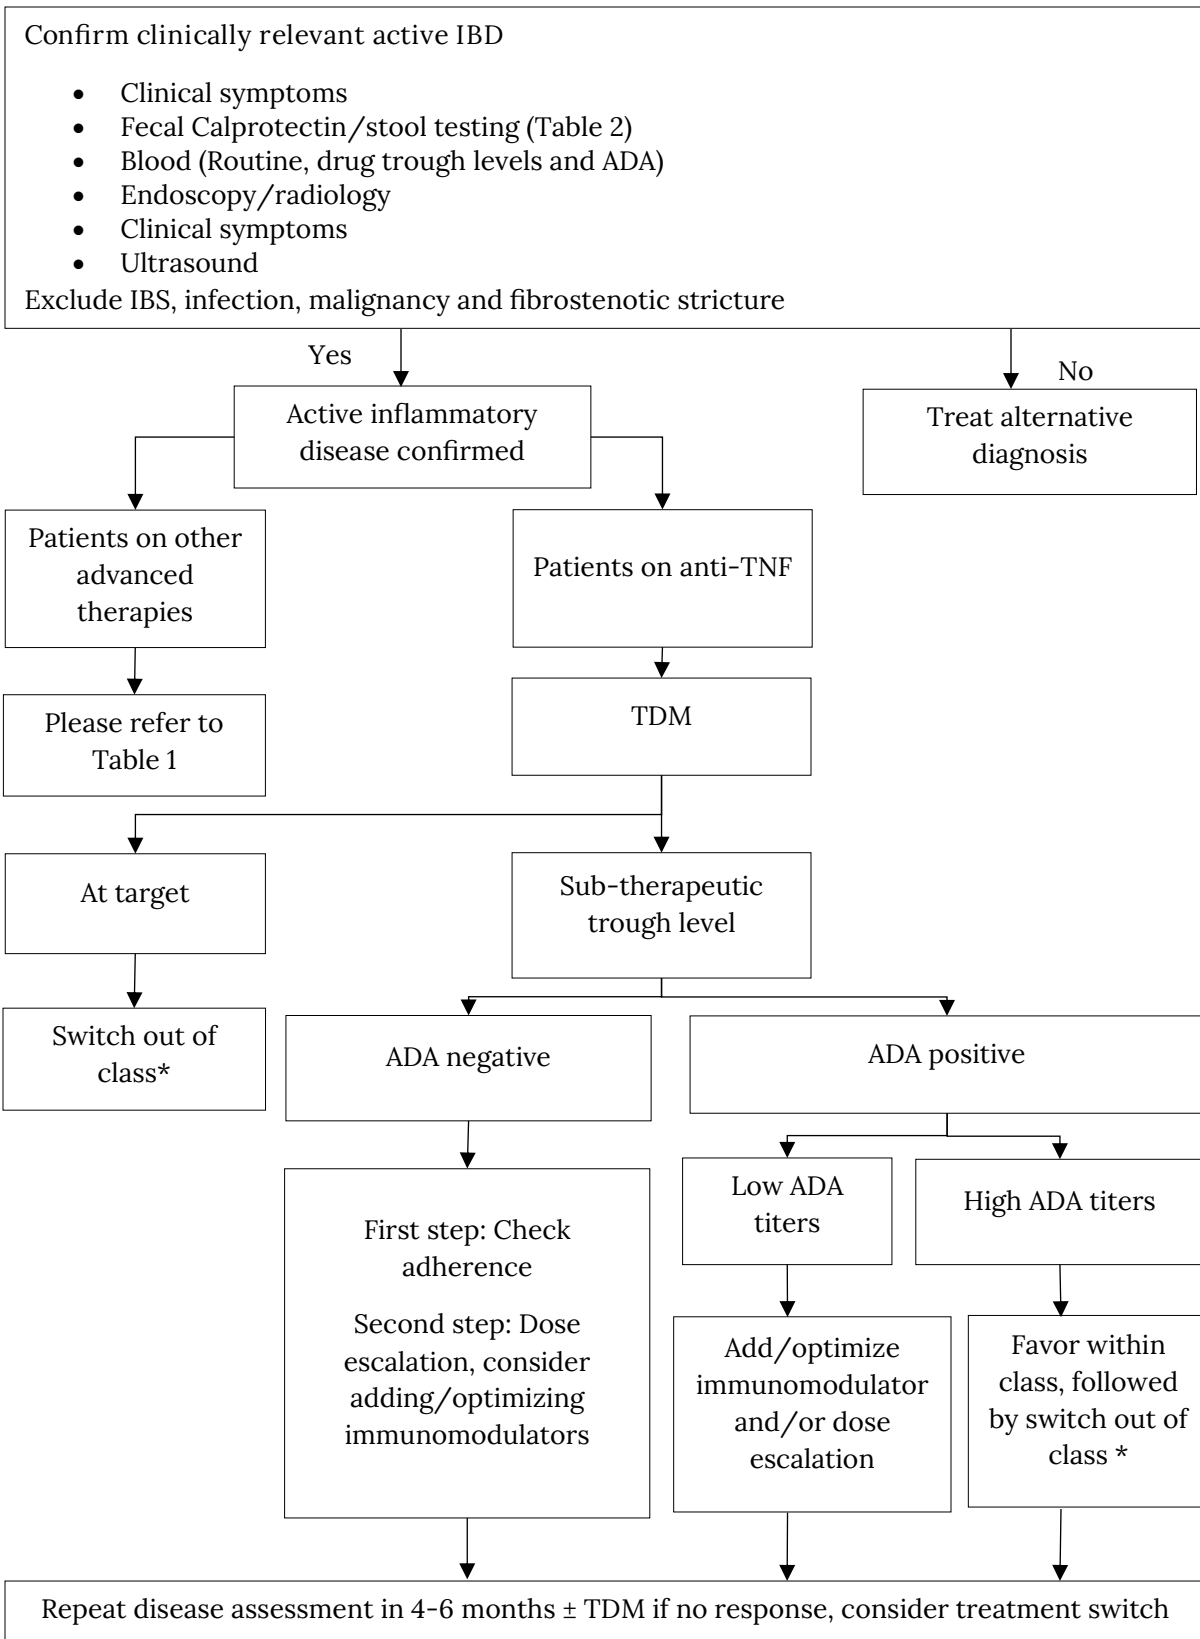 Confirm clinically relevant active IBD
• Clinical symptoms
• Fecal Calprotectin/stool testing (Table 2)
• Blood (Routine, drug trough levels and ADA)
• Endoscopy/radiology
• Clinical symptoms
• Ultrasound
Exclude IBS, infection, malignancy and fibrostenotic stricture
Yes
No
Active inflammatory
disease confirmed
Treat alternative
diagnosis
Patients on other
advanced
therapies
Patients on anti-TNF
Please refer to
Table 1
TDM
At target
Sub-therapeutic
trough level
Switch out of
class*
ADA negative
ADA positive
Low ADA
titers
High ADA titers
First step: Check
adherence
Second step: Dose
escalation, consider
adding/optimizing
immunomodulators
Add/optimize
immunomodulator
and/or dose
escalation
Favor within
class, followed
by switch out of
class *
Repeat disease assessment in 4-6 months ± TDM if no response, consider treatment switch